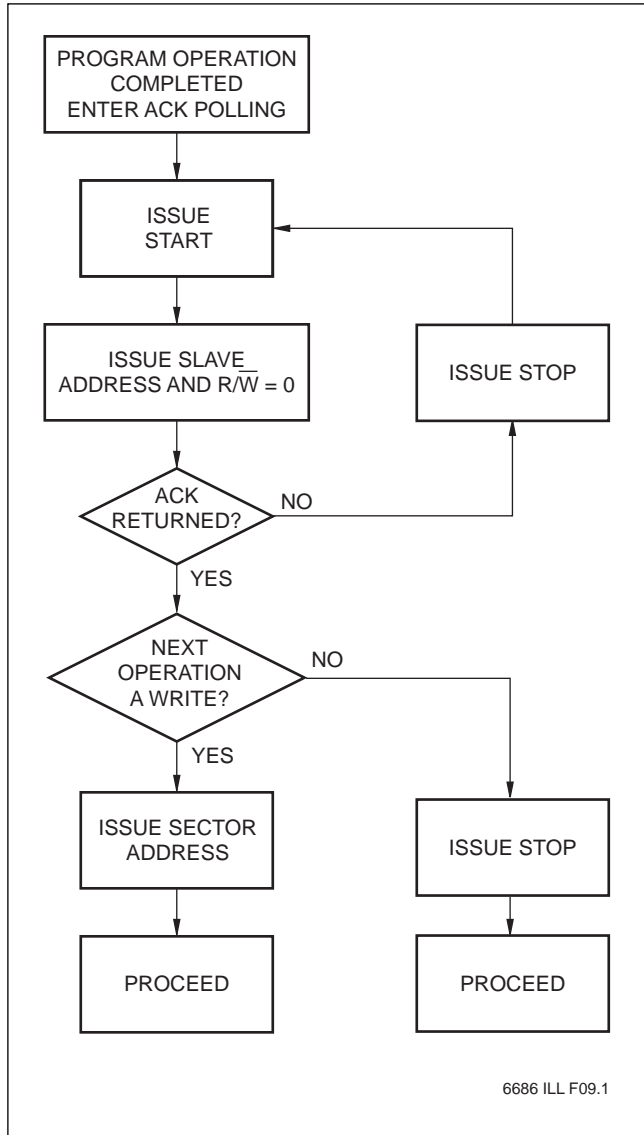 PROGRAM OPERATION
COMPLETED
ENTER ACK POLLING
ISSUE
START
ISSUE SLAVE
ADDRESS AND R/W̅ = 0
ISSUE STOP
ACK
RETURNED?
NO
YES
NEXT
OPERATION
A WRITE?
NO
YES
ISSUE SECTOR
ADDRESS
ISSUE STOP
PROCEED
PROCEED
6686 ILL F09.1